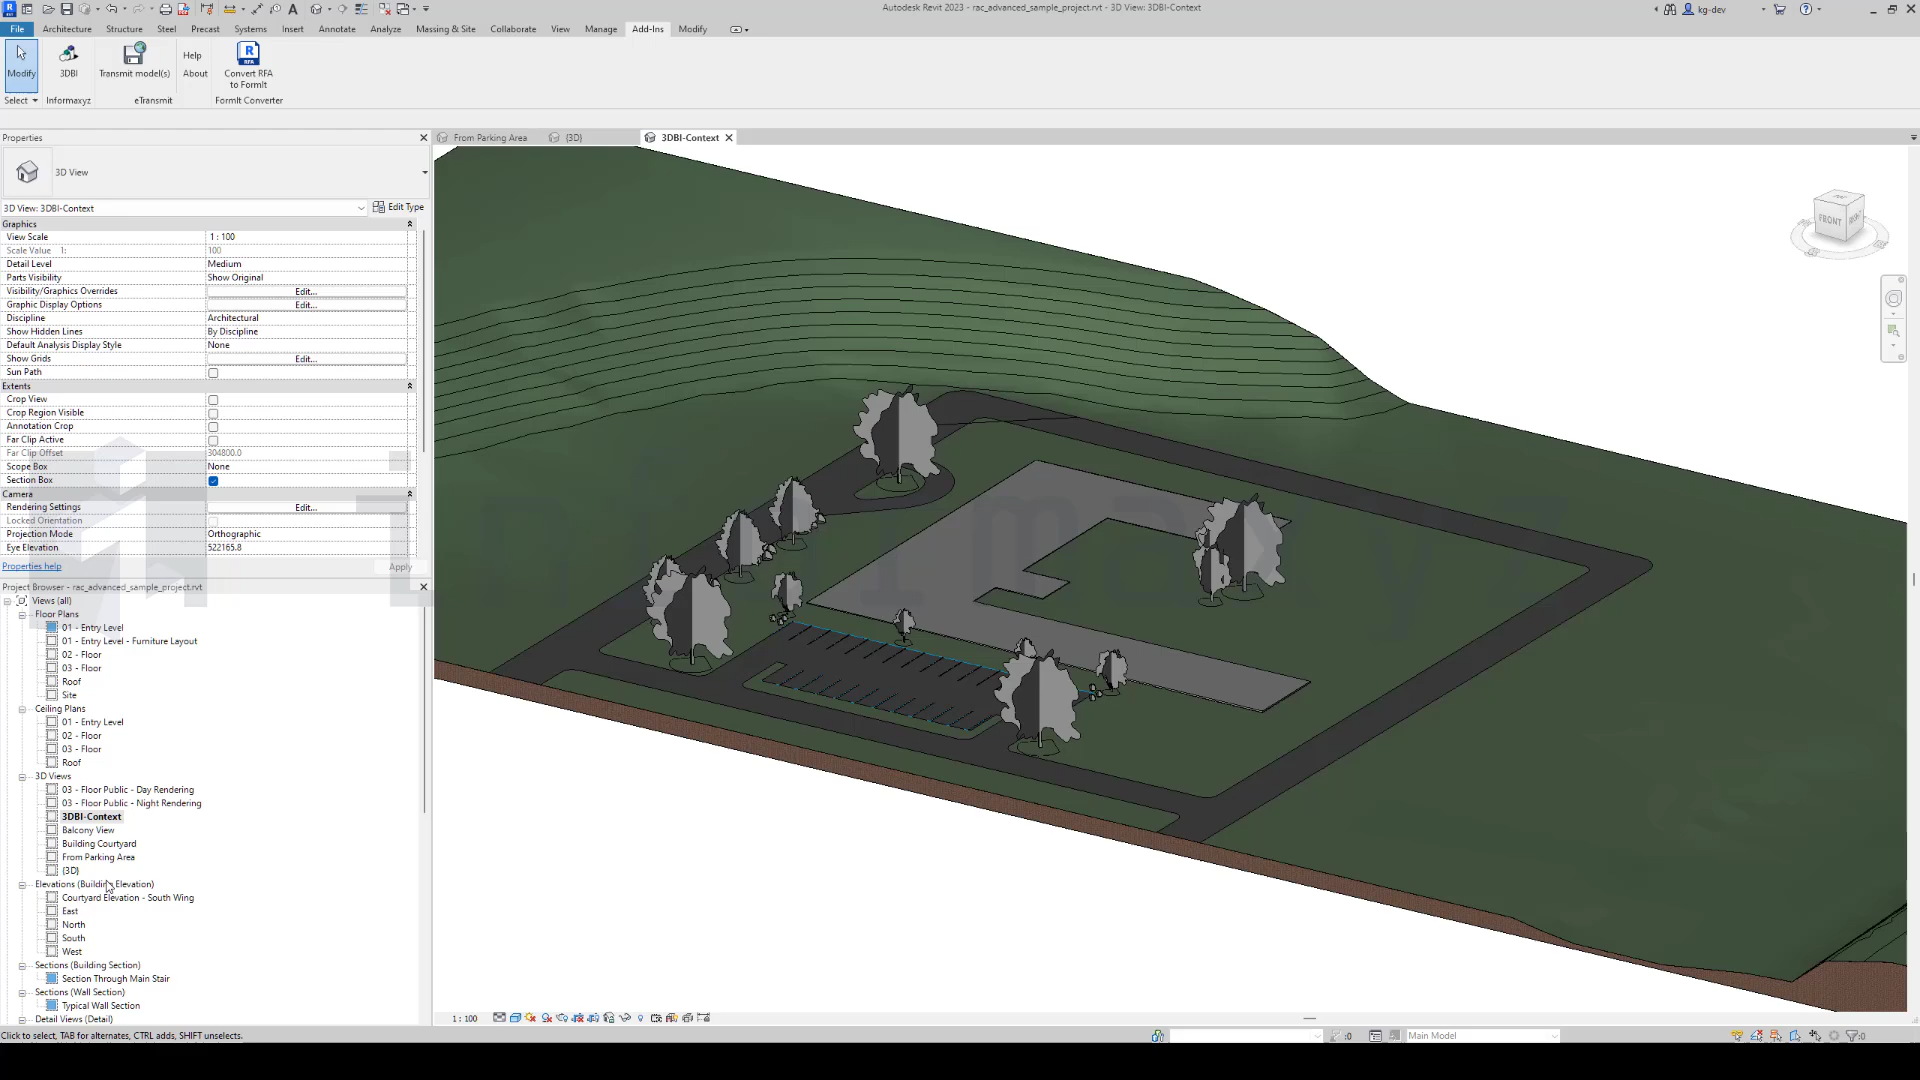 Autodesk Revit 2023 - rac_advanced_sample_project.rvt - 3D View: 3DBI-Context
kg-dev
File Architecture Structure Steel Precast Systems Insert Annotate Analyze Massing & Site Collaborate View Manage Add-Ins Modify
Modify
3DBI
Transmit model(s)
Help
About
Convert RFA
to FormIt
Select
Informaxyz
eTransmit
FormIt Converter
Properties
From Parking Area
{3D}
3DBI-Context
3D View
3D View: 3DBI-Context
Edit Type
Graphics
View Scale 1 : 100
Scale Value 1: 100
Detail Level Medium
Parts Visibility Show Original
Visibility/Graphics Overrides Edit...
Graphic Display Options Edit...
Discipline Architectural
Show Hidden Lines By Discipline
Default Analysis Display Style None
Show Grids Edit...
Sun Path
Extents
Crop View
Crop Region Visible
Annotation Crop
Far Clip Active
Far Clip Offset 304800.0
Scope Box None
Section Box
Camera
Rendering Settings Edit...
Locked Orientation
Projection Mode Orthographic
Eye Elevation 522165.8
Properties help
Apply
Project Browser - rac_advanced_sample_project.rvt
Views (all)
Floor Plans
01 - Entry Level
01 - Entry Level - Furniture Layout
02 - Floor
03 - Floor
Roof
Site
Ceiling Plans
01 - Entry Level
02 - Floor
03 - Floor
Roof
3D Views
03 - Floor Public - Day Rendering
03 - Floor Public - Night Rendering
3DBI-Context
Balcony View
Building Courtyard
From Parking Area
{3D}
Elevations (Building Elevation)
Courtyard Elevation - South Wing
East
North
South
West
Sections (Building Section)
Section Through Main Stair
Sections (Wall Section)
Typical Wall Section
Detail Views (Detail)
FRONT
1 : 100
Click to select, TAB for alternates, CTRL adds, SHIFT unselects.
:0
Main Model
:0